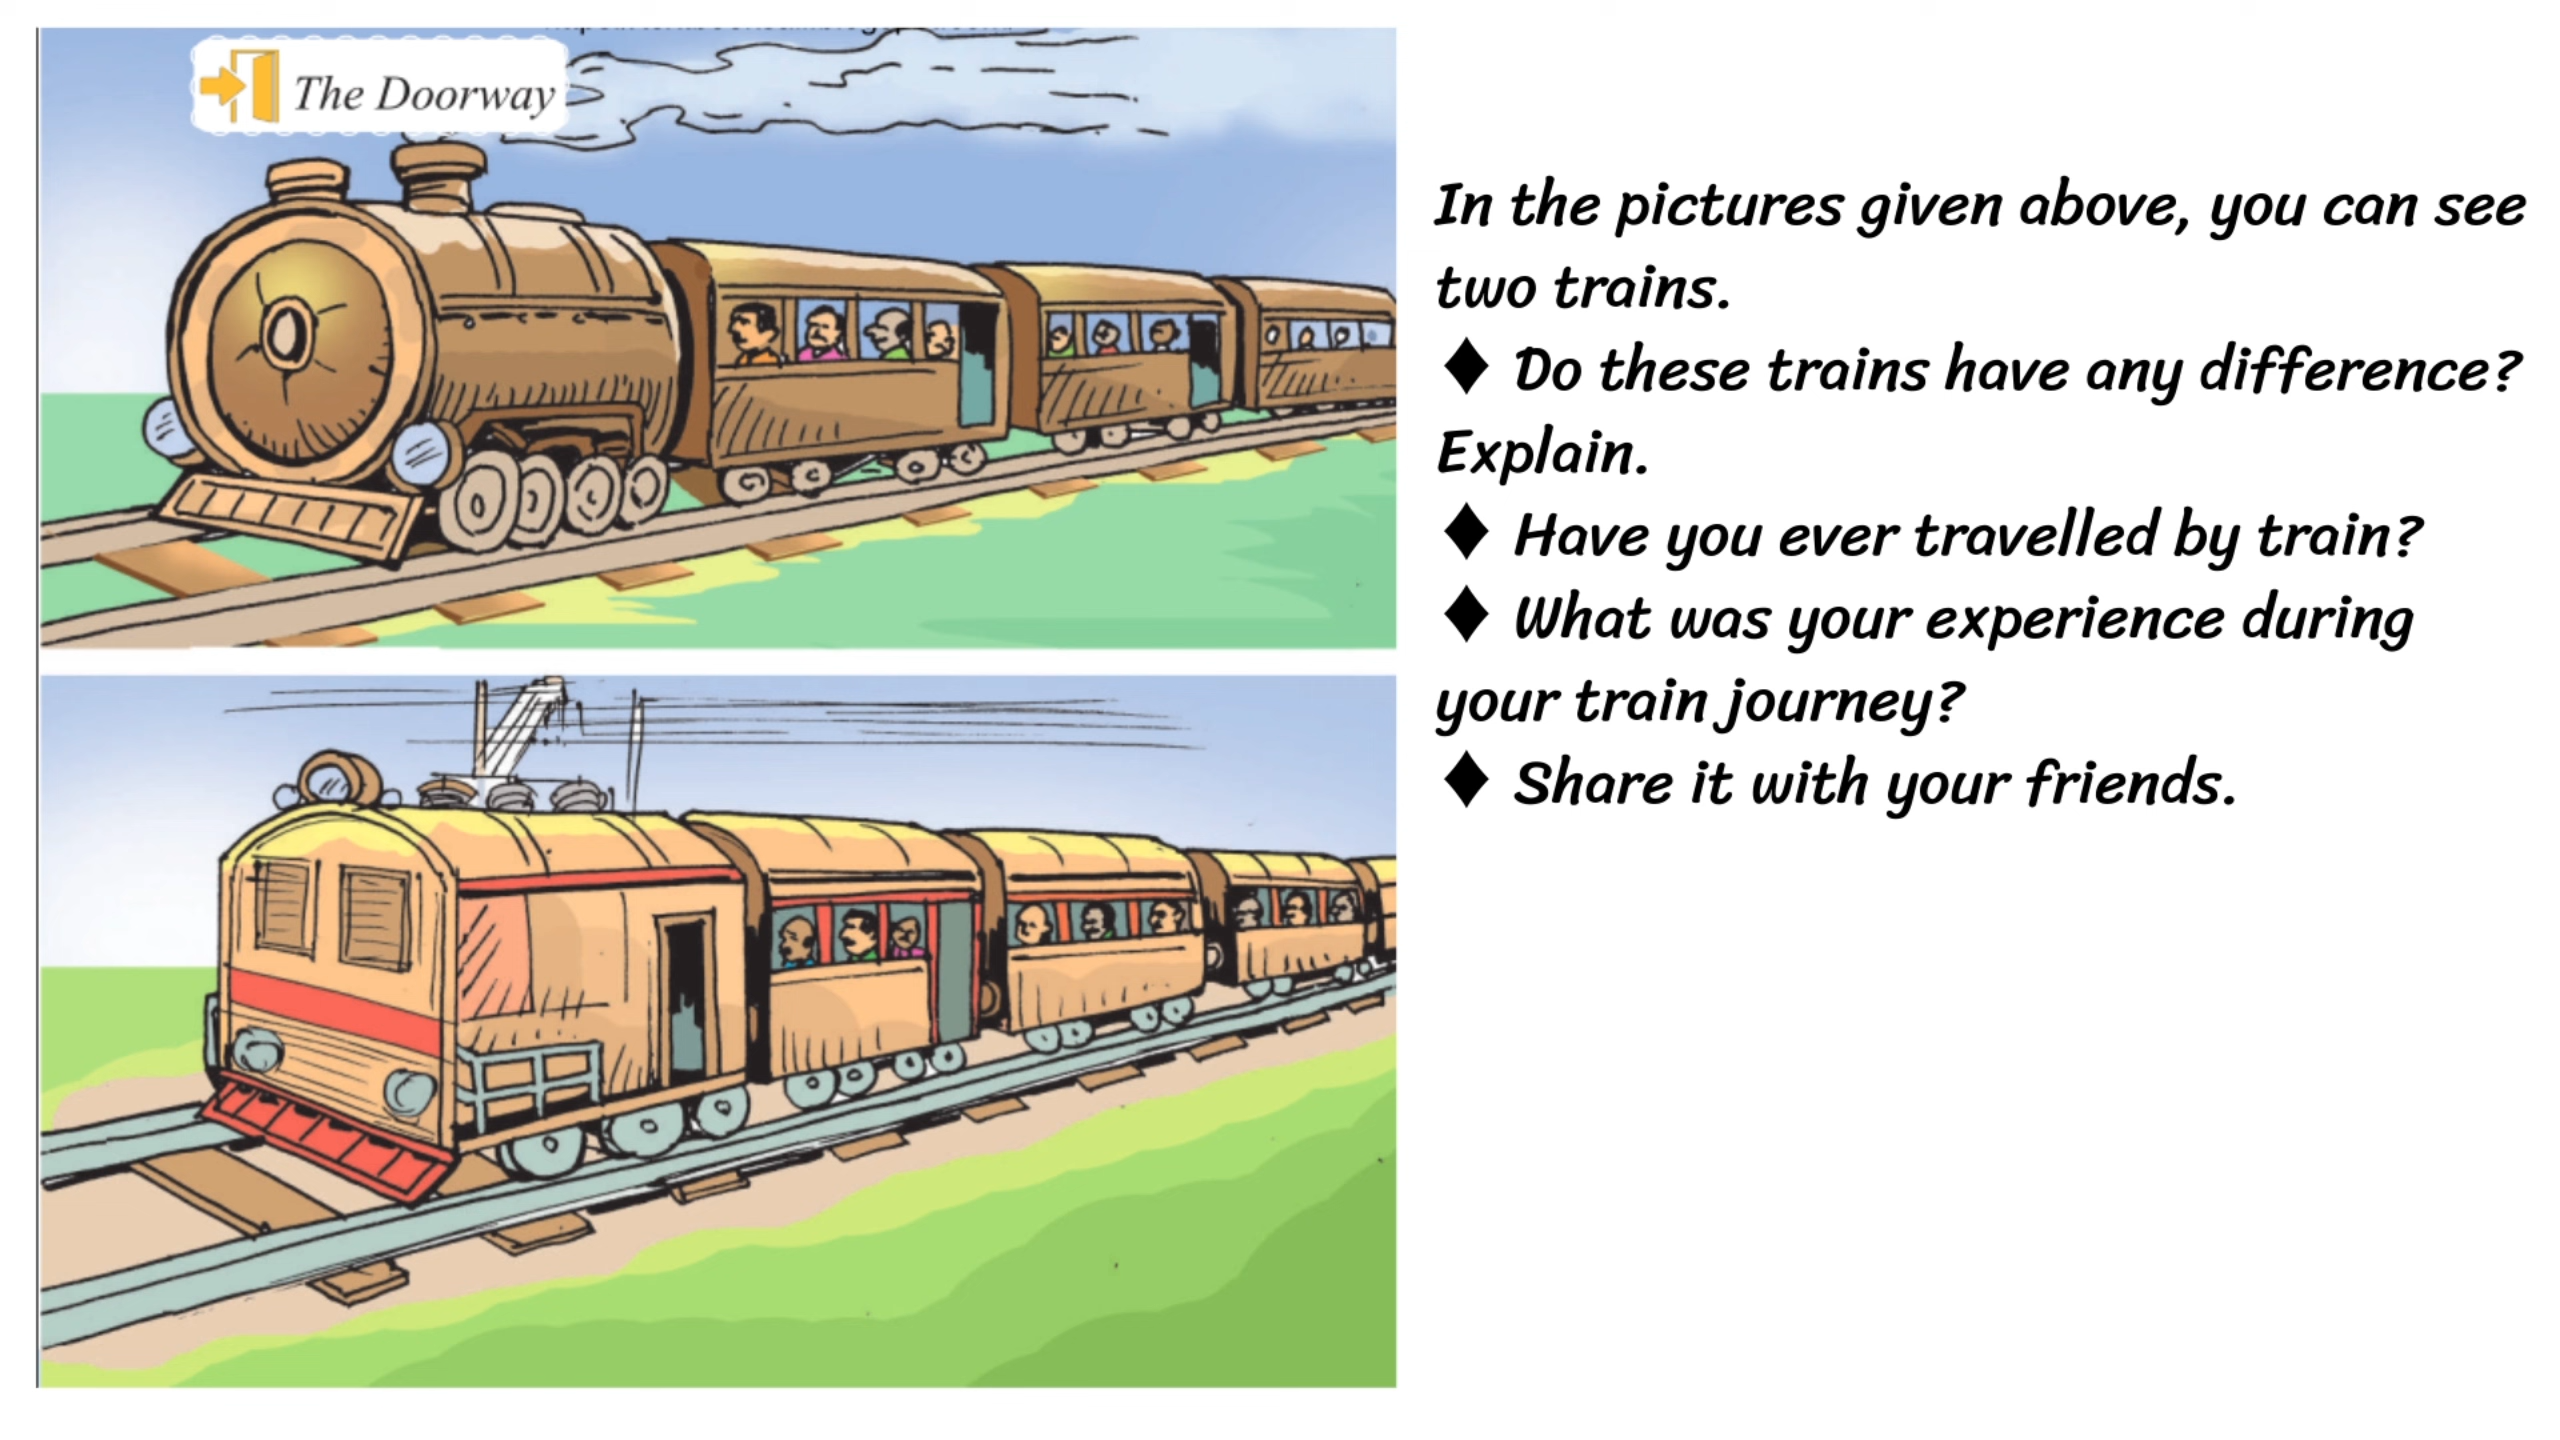 The Doorway
In the pictures given above, you can see
two trains.
♦ Do these trains have any difference?
Explain.
♦ Have you ever travelled by train?
♦ What was your experience during
your train journey?
♦ Share it with your friends.